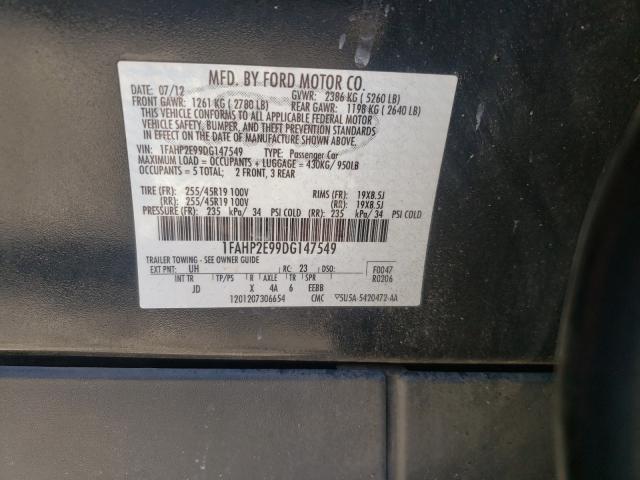 MFD. BY FORD MOTOR CO.
DATE: 07/12 GVWR: 2386 KG ( 5260 LB)
FRONT GAWR: 1261 KG ( 2780 LB) REAR GAWR: 1198 KG ( 2640 LB)
THIS VEHICLE CONFORMS TO ALL APPLICABLE FEDERAL MOTOR
VEHICLE SAFETY, BUMPER, AND THEFT PREVENTION STANDARDS
IN EFFECT ON THE DATE OF MANUFACTURE SHOWN ABOVE.
VIN: 1FAHP2E99DG147549 TYPE: Passenger Car
MAXIMUM LOAD = OCCUPANTS + LUGGAGE = 430KG/ 950LB
OCCUPANTS = 5 TOTAL; 2 FRONT, 3 REAR
TIRE (FR): 255/45R19 100V RIMS (FR): 19X8.5J
(RR): 255/45R19 100V (RR): 19X8.5J
PRESSURE (FR): 235 kPa/ 34 PSI COLD (RR): 235 kPa/ 34 PSI COLD
1FAHP2E99DG147549
TRAILER TOWING - SEE OWNER GUIDE
EXT PNT: UH RC: 23 DSO: F0047
R0206
INT TR TP/PS R AXLE TR SPR
JD X 4A 6 EEBB
1201207306654 CMC 5U5A-5420472-AA